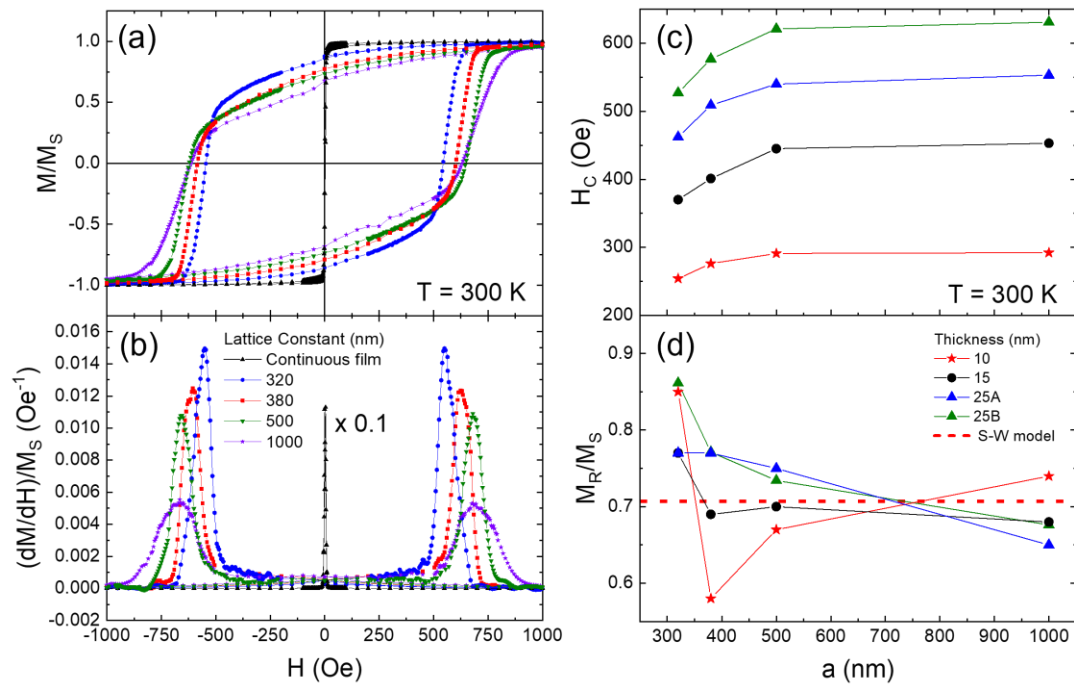 (a)
1.0
0.5
0.0
-0.5
-1.0
M/M_S
T = 300 K
(b)
0.016
0.014
0.012
0.010
0.008
0.006
0.004
0.002
0.000
-0.002
(dM/dH)/M_S (Oe⁻¹)
Lattice Constant (nm)
Continuous film
320
380
500
1000
x 0.1
-1000 -750 -500 -250 0 250 500 750 1000
H (Oe)
(c)
600
500
400
300
200
H_C (Oe)
T = 300 K
(d)
0.9
0.8
0.7
0.6
M_R/M_S
Thickness (nm)
10
15
25A
25B
S-W model
300 400 500 600 700 800 900 1000
a (nm)